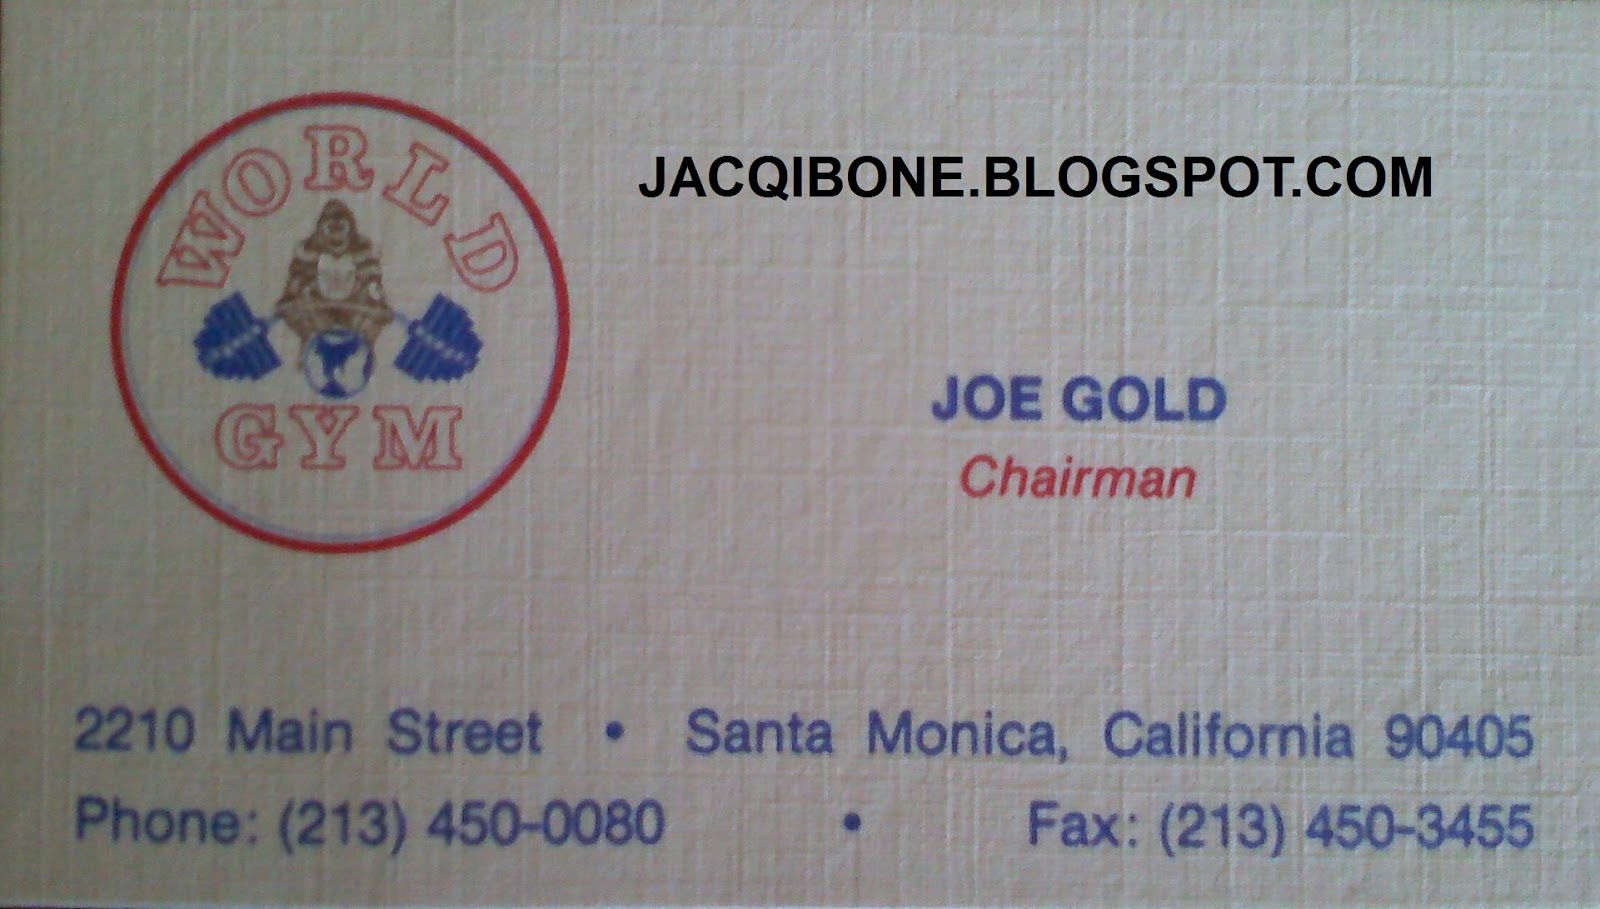 WORLD
GYM
JACQIBONE.BLOGSPOT.COM
JOE GOLD
Chairman
2210 Main Street • Santa Monica, California 90405
Phone: (213) 450-0080 • Fax: (213) 450-3455